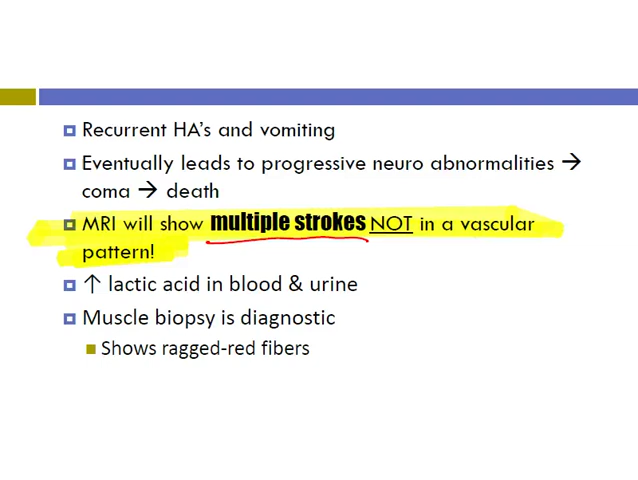 Recurrent HA's and vomiting
Eventually leads to progressive neuro abnormalities →
coma → death
MRI will show multiple strokes NOT in a vascular
pattern!
↑ lactic acid in blood & urine
Muscle biopsy is diagnostic
Shows ragged-red fibers